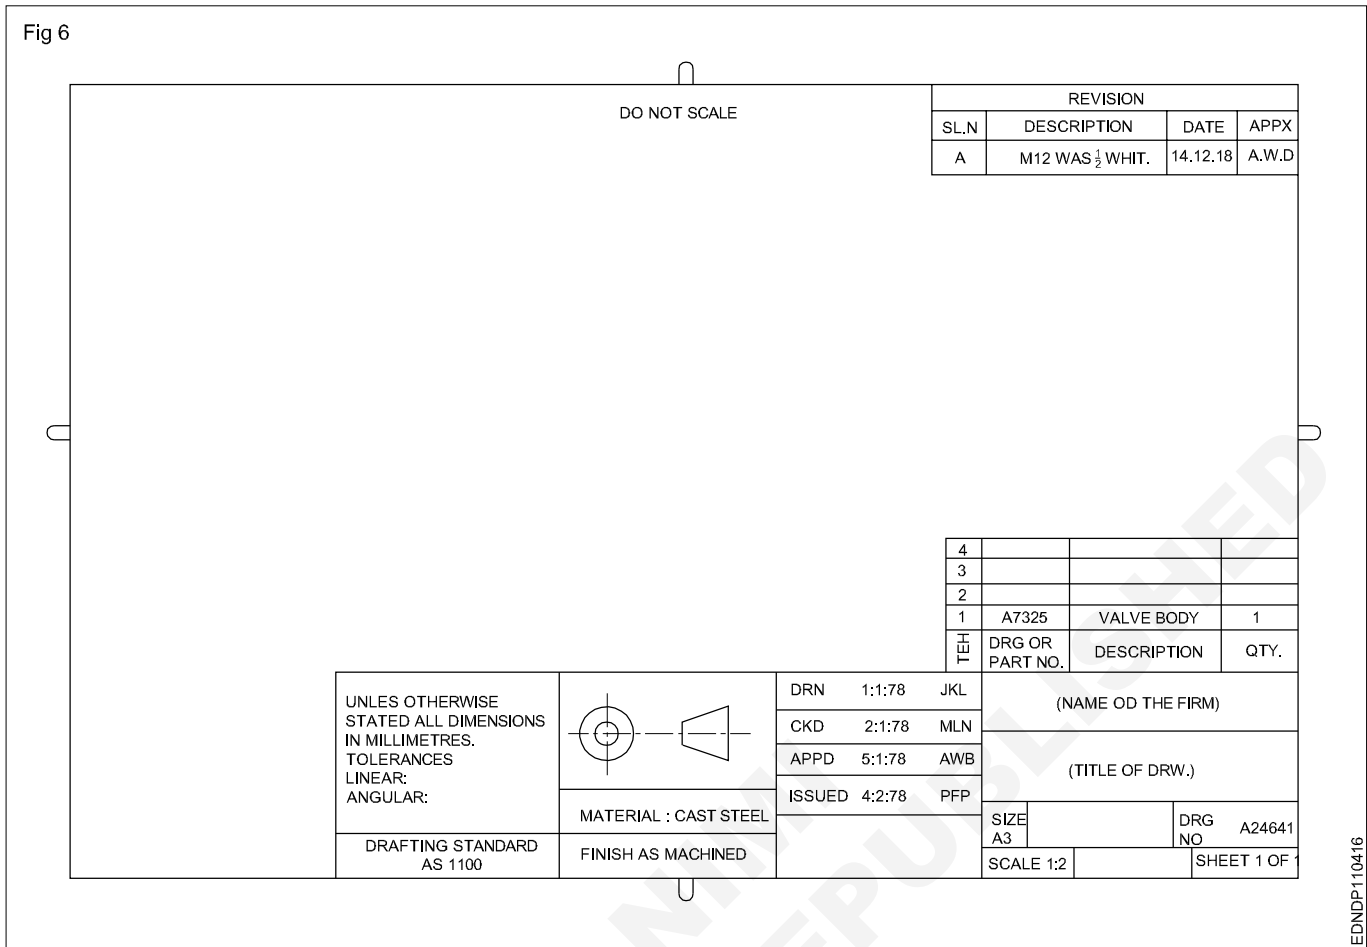 Fig 6
DO NOT SCALE
REVISION
SL.N DESCRIPTION DATE APPX
A M12 WAS ½ WHIT. 14.12.18 A.W.D
4
3
2
1 A7325 VALVE BODY 1
TEH DRG OR PART NO. DESCRIPTION QTY.
UNLES OTHERWISE
STATED ALL DIMENSIONS
IN MILLIMETRES.
TOLERANCES
LINEAR:
ANGULAR:
DRAFTING STANDARD
AS 1100
MATERIAL : CAST STEEL
FINISH AS MACHINED
DRN 1:1:78 JKL
CKD 2:1:78 MLN
APPD 5:1:78 AWB
ISSUED 4:2:78 PFP
(NAME OD THE FIRM)
(TITLE OF DRW.)
SIZE
A3
DRG
NO A24641
SCALE 1:2 SHEET 1 OF 1
EDNDP110416
NIMI